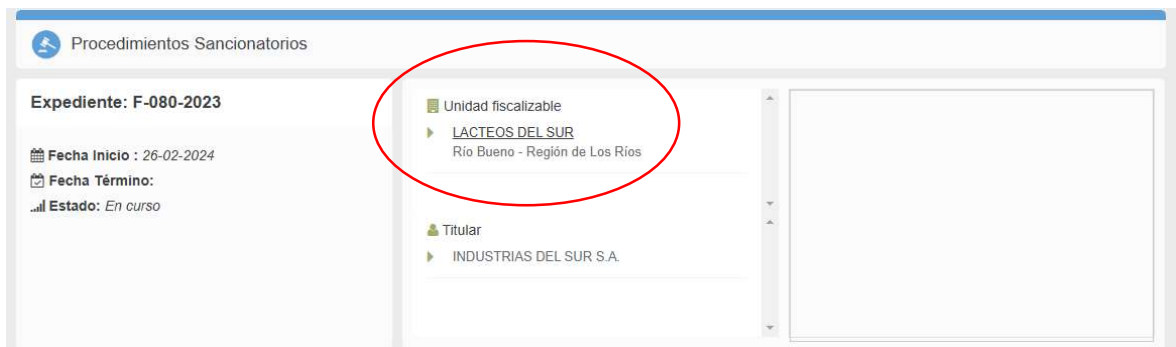 Procedimientos Sancionatorios
Expediente: F-080-2023
Fecha Inicio : 26-02-2024
Fecha Término:
Estado: En curso
Unidad fiscalizable
LACTEOS DEL SUR
Río Bueno - Región de Los Ríos
Titular
INDUSTRIAS DEL SUR S.A.